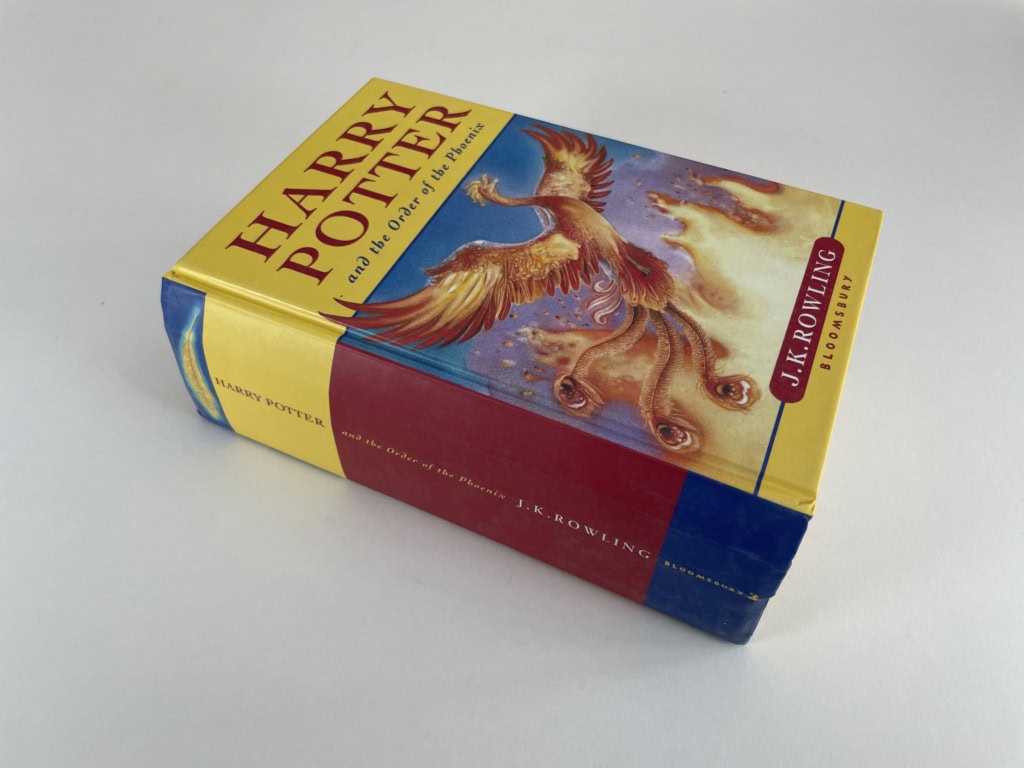 HARRY
POTTER
and the Order of the Phoenix
J.K.ROWLING
BLOOMSBURY
HARRY POTTER
and the Order of the Phoenix
J.K.ROWLING
BLOOMSBURY